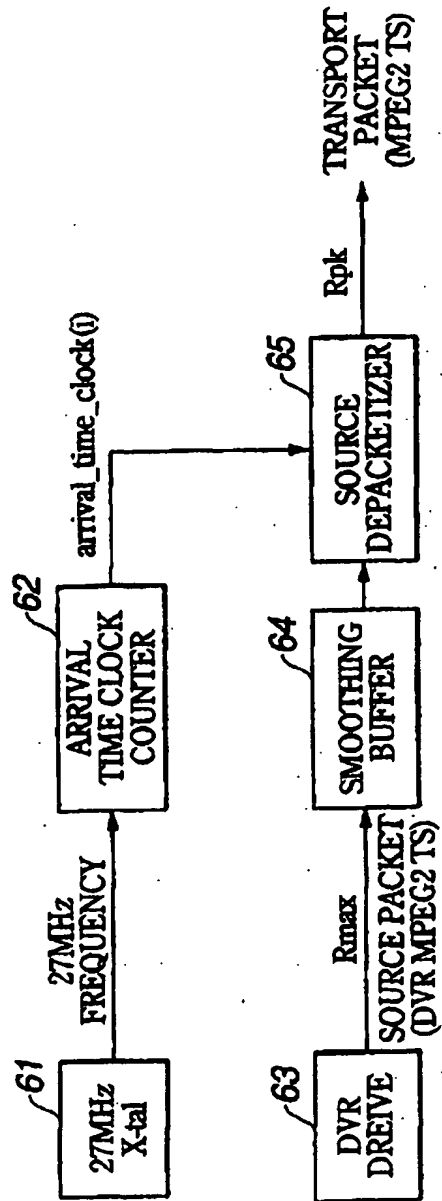 61
27MHz
X-tal
27MHz
FREQUENCY
62
ARRIVAL
TIME CLOCK
COUNTER
arrival_time_clock(i)
63
DVR
DREIVE
Rmax
SOURCE PACKET
(DVR MPEG2 TS)
64
SMOOTHING
BUFFER
65
SOURCE
DEPACKETIZER
Rpk
TRANSPORT
PACKET
(MPEG2 TS)